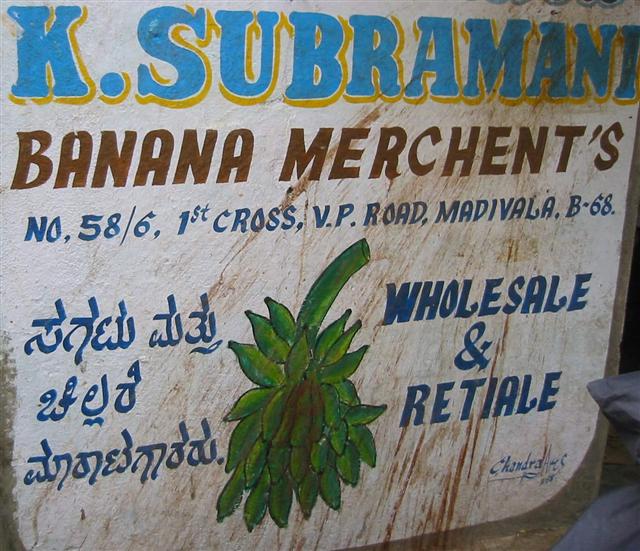 K. SUBRAMANI
BANANA MERCHENT'S
NO, 58/6, 1st CROSS, V.P. ROAD, MADIVALA, B-68.
ಸಗಟು ಮತ್ತು
ಚಿಲ್ಲರೆ
ಮಾರಾಟಗಾರರು.
WHOLESALE
&
RETIALE